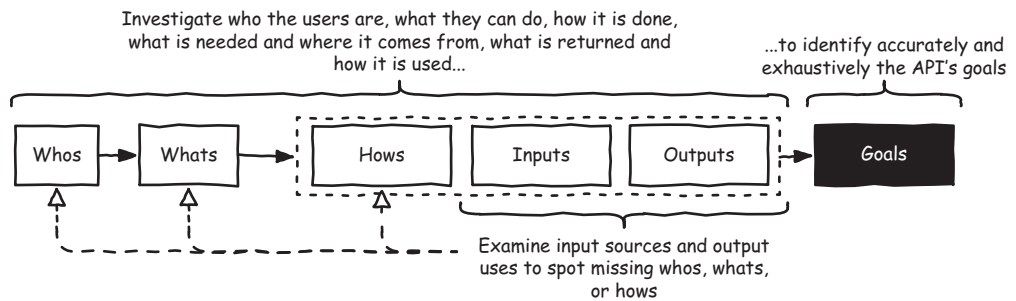 Investigate who the users are, what they can do, how it is done,
what is needed and where it comes from, what is returned and
how it is used...
...to identify accurately and
exhaustively the API's goals
Whos
Whats
Hows
Inputs
Outputs
Goals
Examine input sources and output
uses to spot missing whos, whats,
or hows